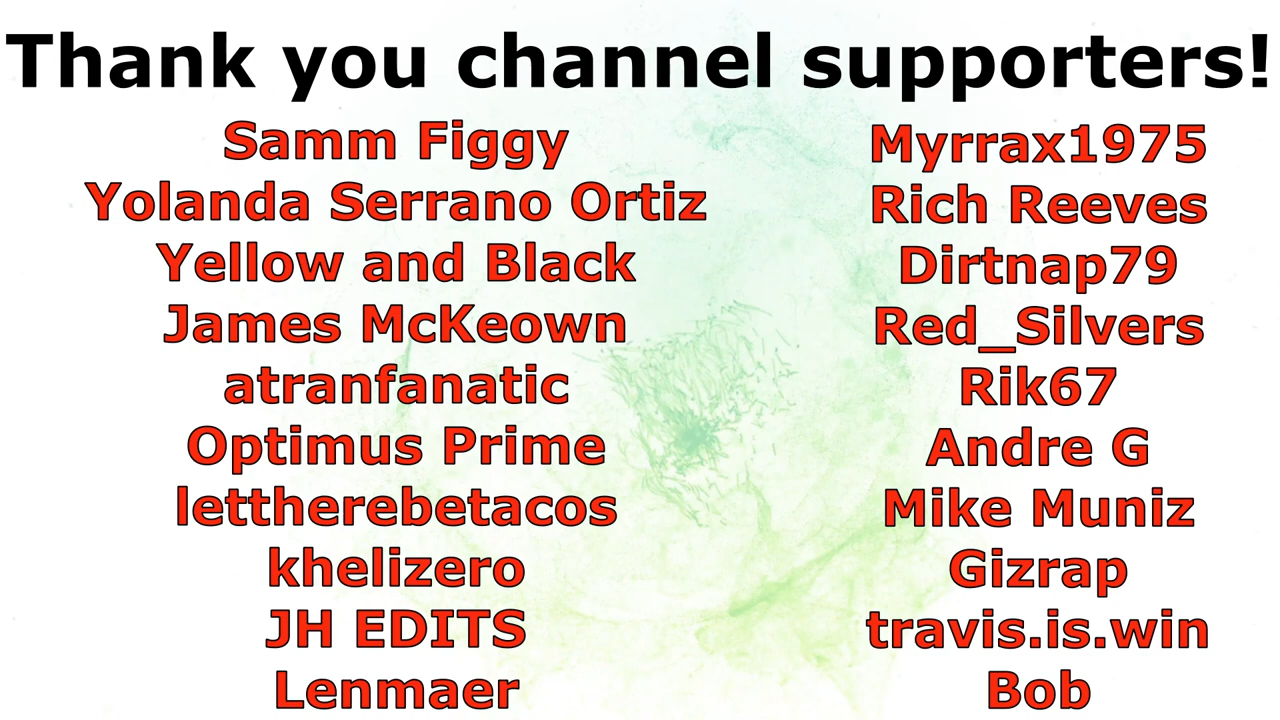 Thank you channel supporters!
Samm Figgy
Yolanda Serrano Ortiz
Yellow and Black
James McKeown
atranfanatic
Optimus Prime
lettherebetacos
khelizero
JH EDITS
Lenmaer
Myrrax1975
Rich Reeves
Dirtnap79
Red_Silvers
Rik67
Andre G
Mike Muniz
Gizrap
travis.is.win
Bob